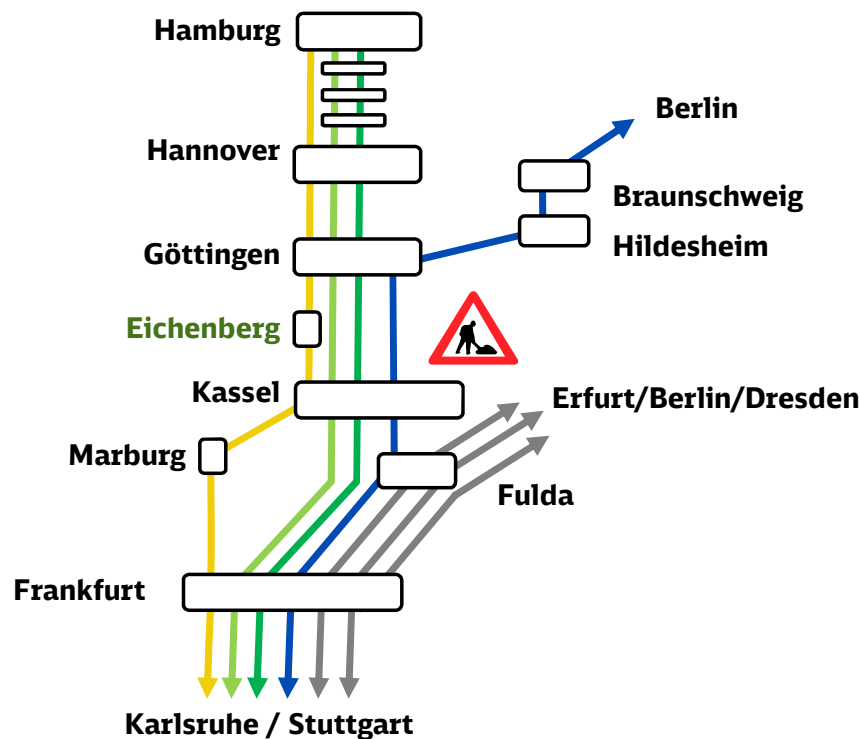 Hamburg
Berlin
Hannover
Braunschweig
Göttingen
Hildesheim
Eichenberg
Kassel
Erfurt/Berlin/Dresden
Marburg
Fulda
Frankfurt
Karlsruhe / Stuttgart